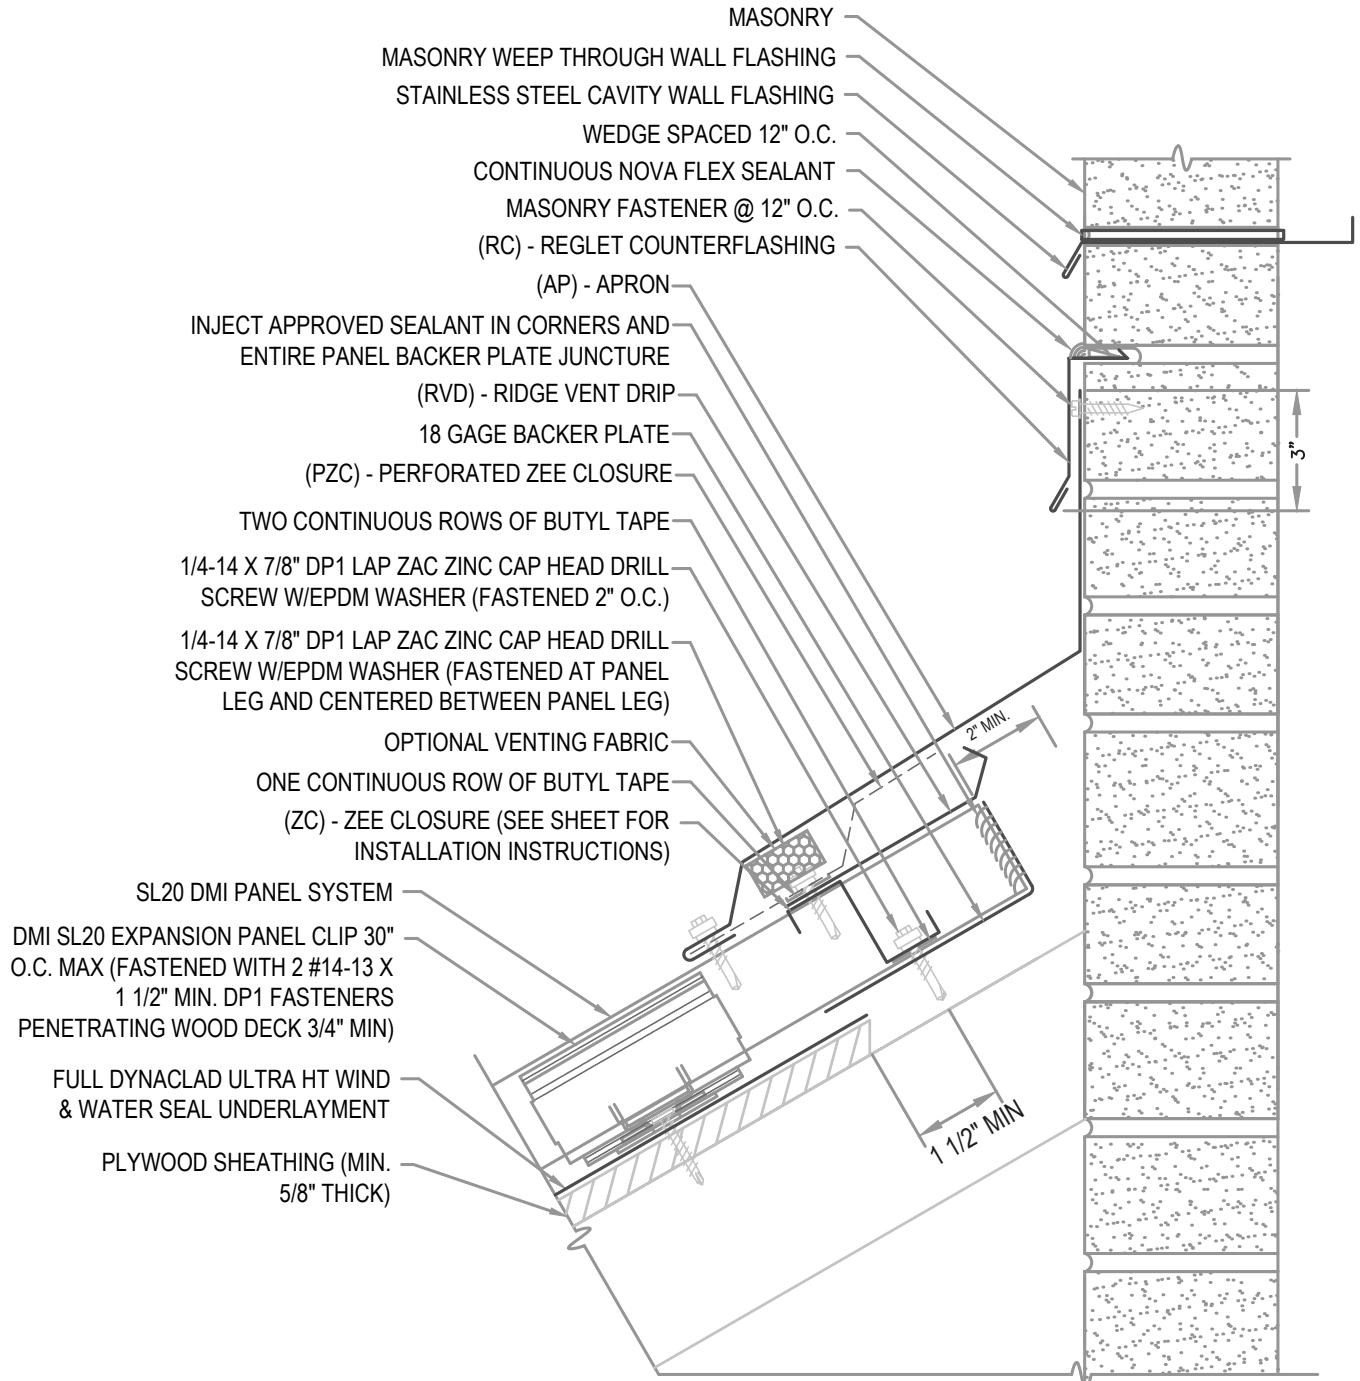 MASONRY
MASONRY WEEP THROUGH WALL FLASHING
STAINLESS STEEL CAVITY WALL FLASHING
WEDGE SPACED 12" O.C.
CONTINUOUS NOVA FLEX SEALANT
MASONRY FASTENER @ 12" O.C.
(RC) - REGLET COUNTERFLASHING
(AP) - APRON
INJECT APPROVED SEALANT IN CORNERS AND
ENTIRE PANEL BACKER PLATE JUNCTURE
(RVD) - RIDGE VENT DRIP
18 GAGE BACKER PLATE
(PZC) - PERFORATED ZEE CLOSURE
TWO CONTINUOUS ROWS OF BUTYL TAPE
1/4-14 X 7/8" DP1 LAP ZAC ZINC CAP HEAD DRILL
SCREW W/EPDM WASHER (FASTENED 2" O.C.)
1/4-14 X 7/8" DP1 LAP ZAC ZINC CAP HEAD DRILL
SCREW W/EPDM WASHER (FASTENED AT PANEL
LEG AND CENTERED BETWEEN PANEL LEG)
OPTIONAL VENTING FABRIC
ONE CONTINUOUS ROW OF BUTYL TAPE
(ZC) - ZEE CLOSURE (SEE SHEET FOR
INSTALLATION INSTRUCTIONS)
SL20 DMI PANEL SYSTEM
DMI SL20 EXPANSION PANEL CLIP 30"
O.C. MAX (FASTENED WITH 2 #14-13 X
1 1/2" MIN. DP1 FASTENERS
PENETRATING WOOD DECK 3/4" MIN)
FULL DYNACLAD ULTRA HT WIND
& WATER SEAL UNDERLAYMENT
PLYWOOD SHEATHING (MIN.
5/8" THICK)
3"
2" MIN.
1 1/2" MIN